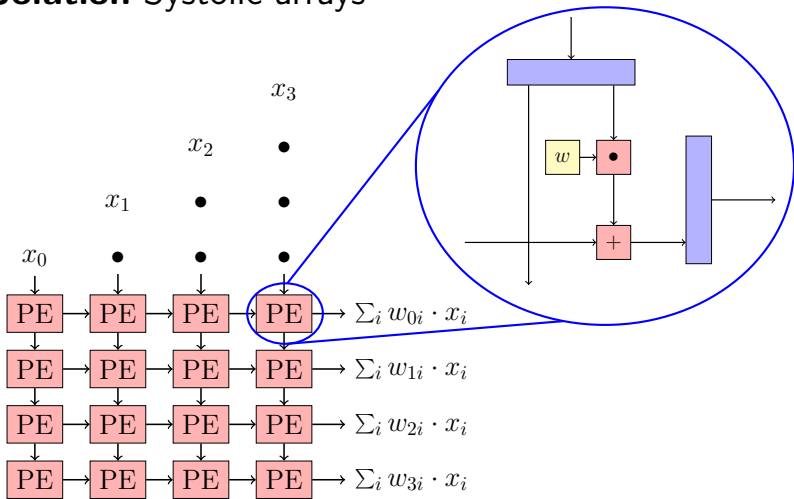 Systolic arrays
x₃
x₂
x₁
x₀
w
•
+
PE PE PE PE ∑ᵢ w₀ᵢ · xᵢ
PE PE PE PE ∑ᵢ w₁ᵢ · xᵢ
PE PE PE PE ∑ᵢ w₂ᵢ · xᵢ
PE PE PE PE ∑ᵢ w₃ᵢ · xᵢ